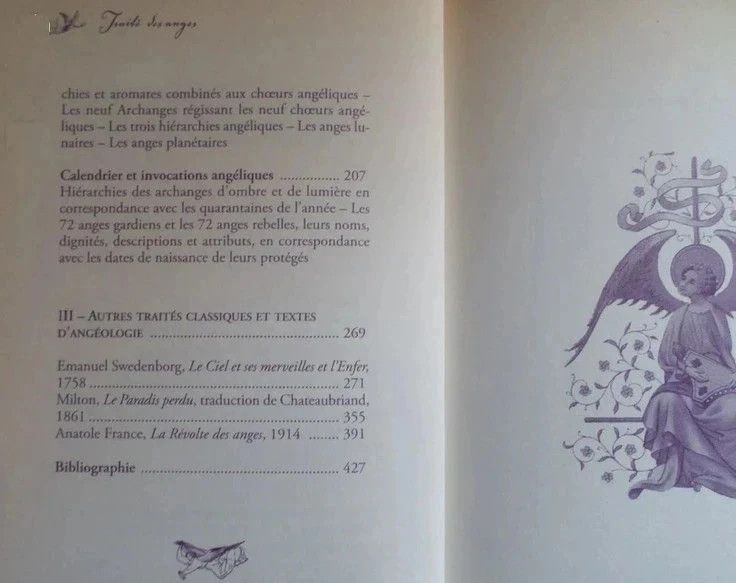 Traité des anges
chies et aromates combinés aux chœurs angéliques –
Les neuf Archanges régissant les neuf chœurs angé-
liques – Les trois hiérarchies angéliques – Les anges lu-
naires – Les anges planétaires
Calendrier et invocations angéliques ................ 207
Hiérarchies des archanges d'ombre et de lumière en
correspondance avec les quarantaines de l'année – Les
72 anges gardiens et les 72 anges rebelles, leurs noms,
dignités, descriptions et attributs, en correspondance
avec les dates de naissance de leurs protégés
III – AUTRES TRAITÉS CLASSIQUES ET TEXTES
D'ANGÉOLOGIE .................................................. 269
Emanuel Swedenborg, Le Ciel et ses merveilles et l'Enfer,
1758 ................................................................ 271
Milton, Le Paradis perdu, traduction de Chateaubriand,
1861 ................................................................ 355
Anatole France, La Révolte des anges, 1914 ........ 391
Bibliographie .................................................... 427